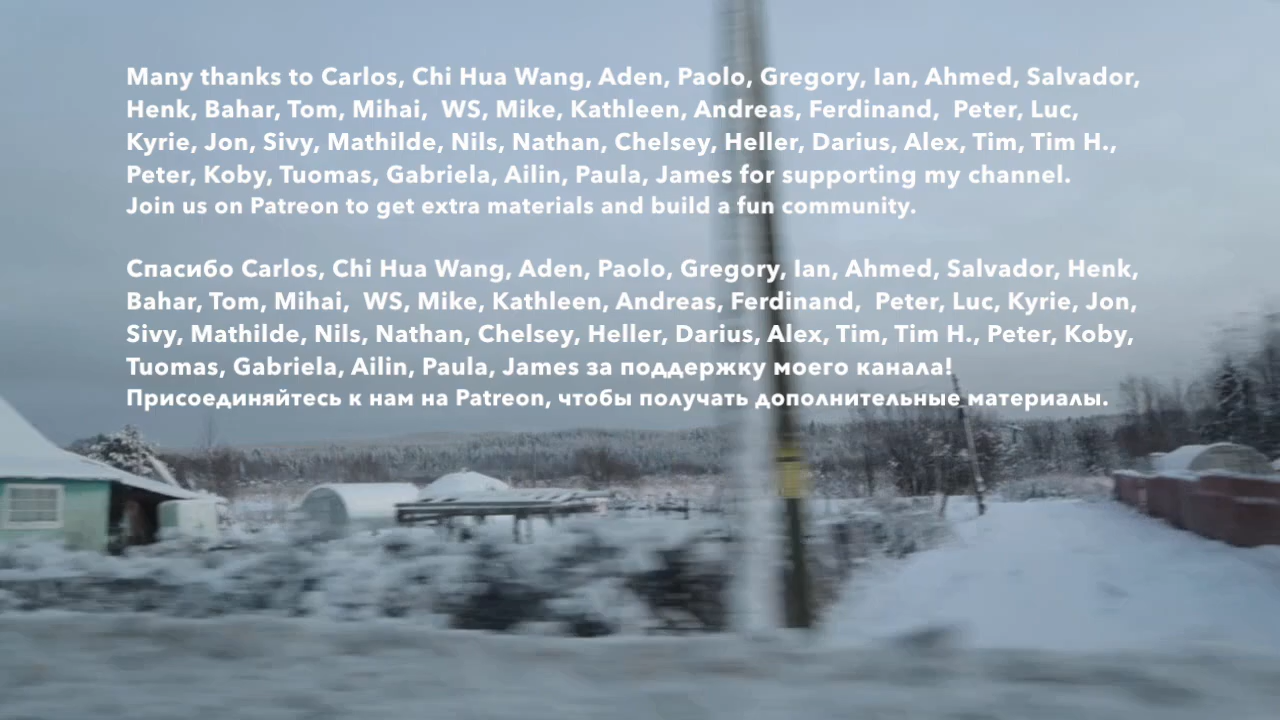 Many thanks to Carlos, Chi Hua Wang, Aden, Paolo, Gregory, Ian, Ahmed, Salvador,
Henk, Bahar, Tom, Mihai,  WS, Mike, Kathleen, Andreas, Ferdinand,  Peter, Luc,
Kyrie, Jon, Sivy, Mathilde, Nils, Nathan, Chelsey, Heller, Darius, Alex, Tim, Tim H.,
Peter, Koby, Tuomas, Gabriela, Ailin, Paula, James for supporting my channel.
Join us on Patreon to get extra materials and build a fun community.
Спасибо Carlos, Chi Hua Wang, Aden, Paolo, Gregory, Ian, Ahmed, Salvador, Henk,
Bahar, Tom, Mihai,  WS, Mike, Kathleen, Andreas, Ferdinand,  Peter, Luc, Kyrie, Jon,
Sivy, Mathilde, Nils, Nathan, Chelsey, Heller, Darius, Alex, Tim, Tim H., Peter, Koby,
Tuomas, Gabriela, Ailin, Paula, James за поддержку моего канала!
Присоединяйтесь к нам на Patreon, чтобы получать дополнительные материалы.